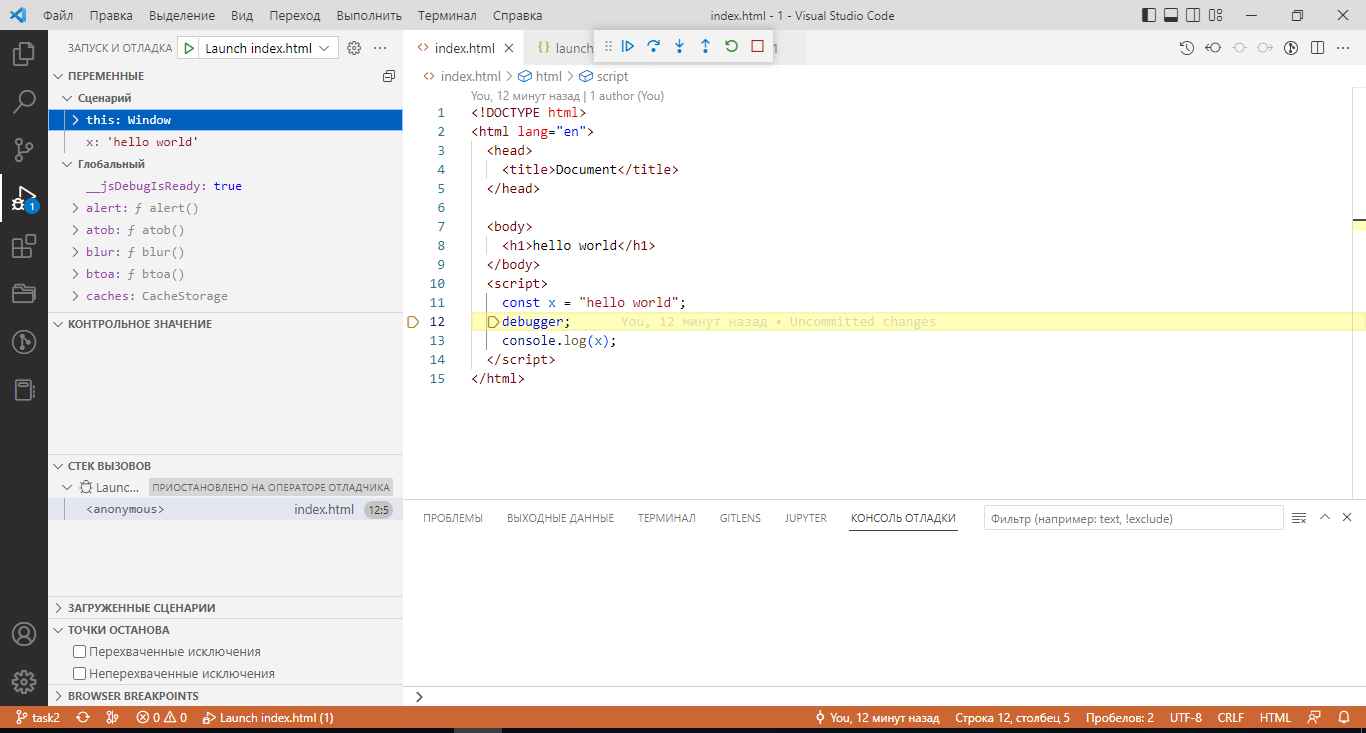 Файл Правка Выделение Вид Переход Выполнить Терминал Справка index.html - 1 - Visual Studio Code
ЗАПУСК И ОТЛАДКА Launch index.html
index.html launch 1
ПЕРЕМЕННЫЕ
index.html > html > script
Сценарий
this: Window
x: 'hello world'
Глобальный
__jsDebugIsReady: true
alert: ƒ alert()
atob: ƒ atob()
blur: ƒ blur()
btoa: ƒ btoa()
caches: CacheStorage
КОНТРОЛЬНОЕ ЗНАЧЕНИЕ
СТЕК ВЫЗОВОВ
Launc... ПРИОСТАНОВЛЕНО НА ОПЕРАТОРЕ ОТЛАДЧИКА
<anonymous> index.html 12:5
ЗАГРУЖЕННЫЕ СЦЕНАРИИ
ТОЧКИ ОСТАНОВА
Перехваченные исключения
Неперехваченные исключения
BROWSER BREAKPOINTS
You, 12 минут назад | 1 author (You)
1 <!DOCTYPE html>
2 <html lang="en">
3 <head>
4 <title>Document</title>
5 </head>
6
7 <body>
8 <h1>hello world</h1>
9 </body>
10 <script>
11 const x = "hello world";
12 debugger; You, 12 минут назад • Uncommitted changes
13 console.log(x);
14 </script>
15 </html>
ПРОБЛЕМЫ ВЫХОДНЫЕ ДАННЫЕ ТЕРМИНАЛ GITLENS JUPYTER КОНСОЛЬ ОТЛАДКИ Фильтр (например: text, !exclude)
1
task2 0 0 Launch index.html (1) You, 12 минут назад Строка 12, столбец 5 Пробелов: 2 UTF-8 CRLF HTML